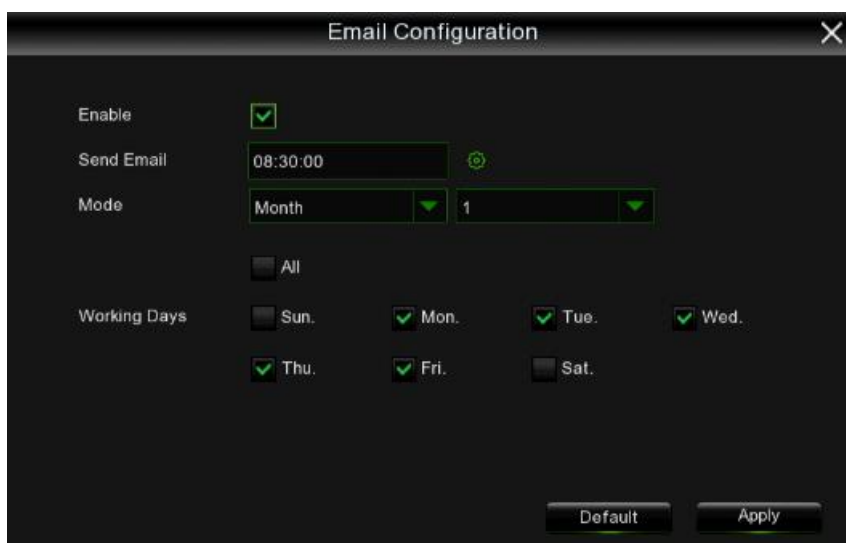 Email Configuration
Enable
Send Email 08:30:00
Mode Month 1
All
Working Days Sun. Mon. Tue. Wed.
Thu. Fri. Sat.
Default Apply